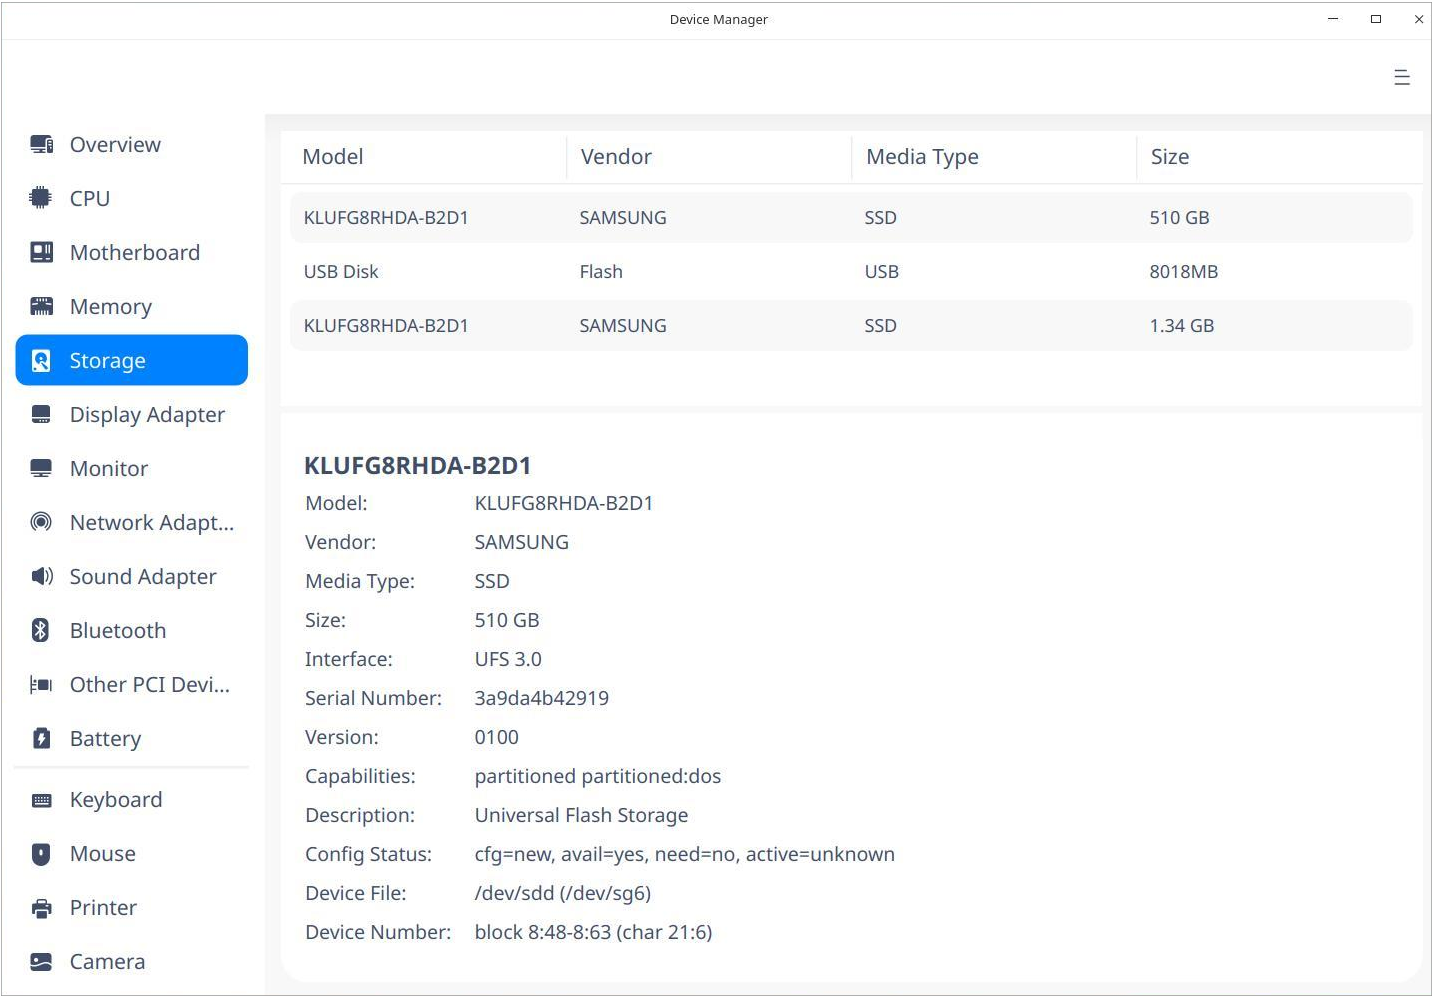 Device Manager
Overview
CPU
Motherboard
Memory
Storage
Display Adapter
Monitor
Network Adapt...
Sound Adapter
Bluetooth
Other PCI Devi...
Battery
Keyboard
Mouse
Printer
Camera
Model Vendor Media Type Size
KLUFG8RHDA-B2D1 SAMSUNG SSD 510 GB
USB Disk Flash USB 8018MB
KLUFG8RHDA-B2D1 SAMSUNG SSD 1.34 GB
KLUFG8RHDA-B2D1
Model: KLUFG8RHDA-B2D1
Vendor: SAMSUNG
Media Type: SSD
Size: 510 GB
Interface: UFS 3.0
Serial Number: 3a9da4b42919
Version: 0100
Capabilities: partitioned partitioned:dos
Description: Universal Flash Storage
Config Status: cfg=new, avail=yes, need=no, active=unknown
Device File: /dev/sdd (/dev/sg6)
Device Number: block 8:48-8:63 (char 21:6)